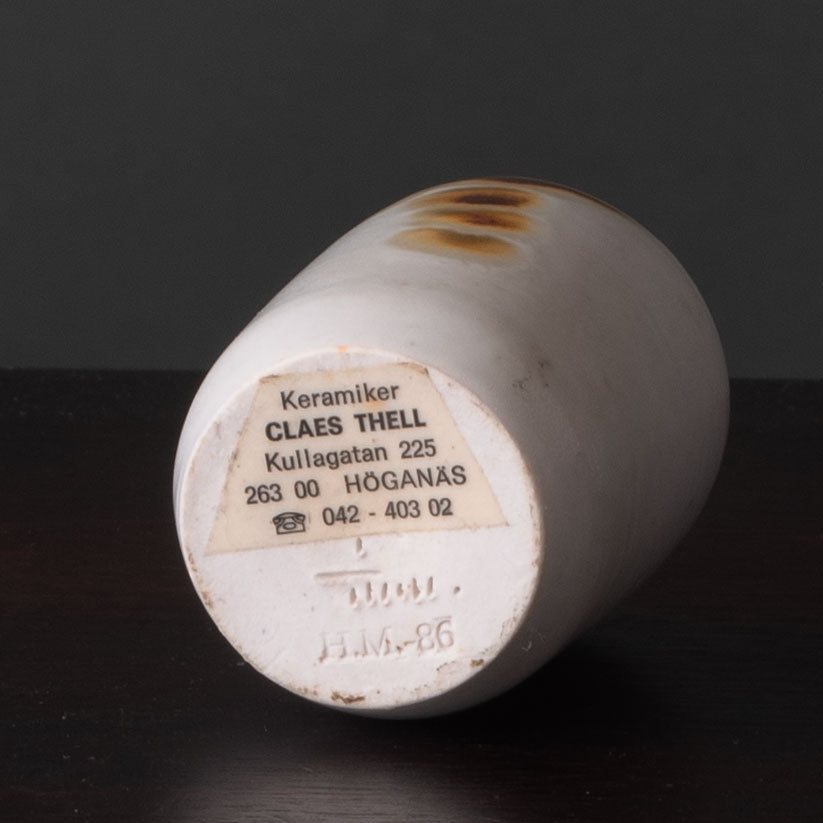 Keramiker
CLAES THELL
Kullagatan 225
263 00 HÖGANÄS
☎ 042 - 403 02
H.M.-86